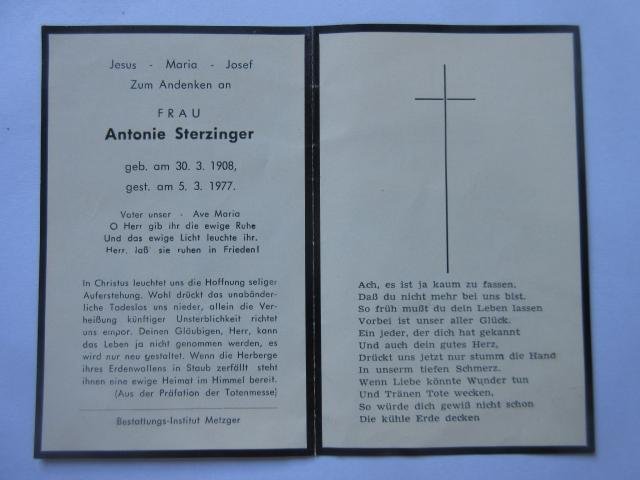 Jesus - Maria - Josef
Zum Andenken an
FRAU
Antonie Sterzinger
geb. am 30. 3. 1908,
gest. am 5. 3. 1977.
Vater unser - Ave Maria
O Herr gib ihr die ewige Ruhe
Und das ewige Licht leuchte ihr.
Herr, laß' sie ruhen in Frieden!
In Christus leuchtet uns die Hoffnung seliger
Auferstehung. Wohl drückt das unabänder-
liche Todeslos uns nieder, allein die Ver-
heißung künftiger Unsterblichkeit richtet
uns empor. Deinen Gläubigen, Herr, kann
das Leben ja nicht genommen werden, es
wird nur neu gestaltet. Wenn die Herberge
ihres Erdenwollens in Staub zerfällt steht
ihnen eine ewige Heimat im Himmel bereit.
(Aus der Präfation der Totenmesse)
Bestattungs-Institut Metzger
Ach, es ist ja kaum zu fassen,
Daß du nicht mehr bei uns bist.
So früh mußt du dein Leben lassen
Vorbei ist unser aller Glück.
Ein jeder, der dich hat gekannt
Und auch dein gutes Herz,
Drückt uns jetzt nur stumm die Hand
In unserm tiefen Schmerz.
Wenn Liebe könnte Wunder tun
Und Tränen Tote wecken,
So würde dich gewiß nicht schon
Die kühle Erde decken